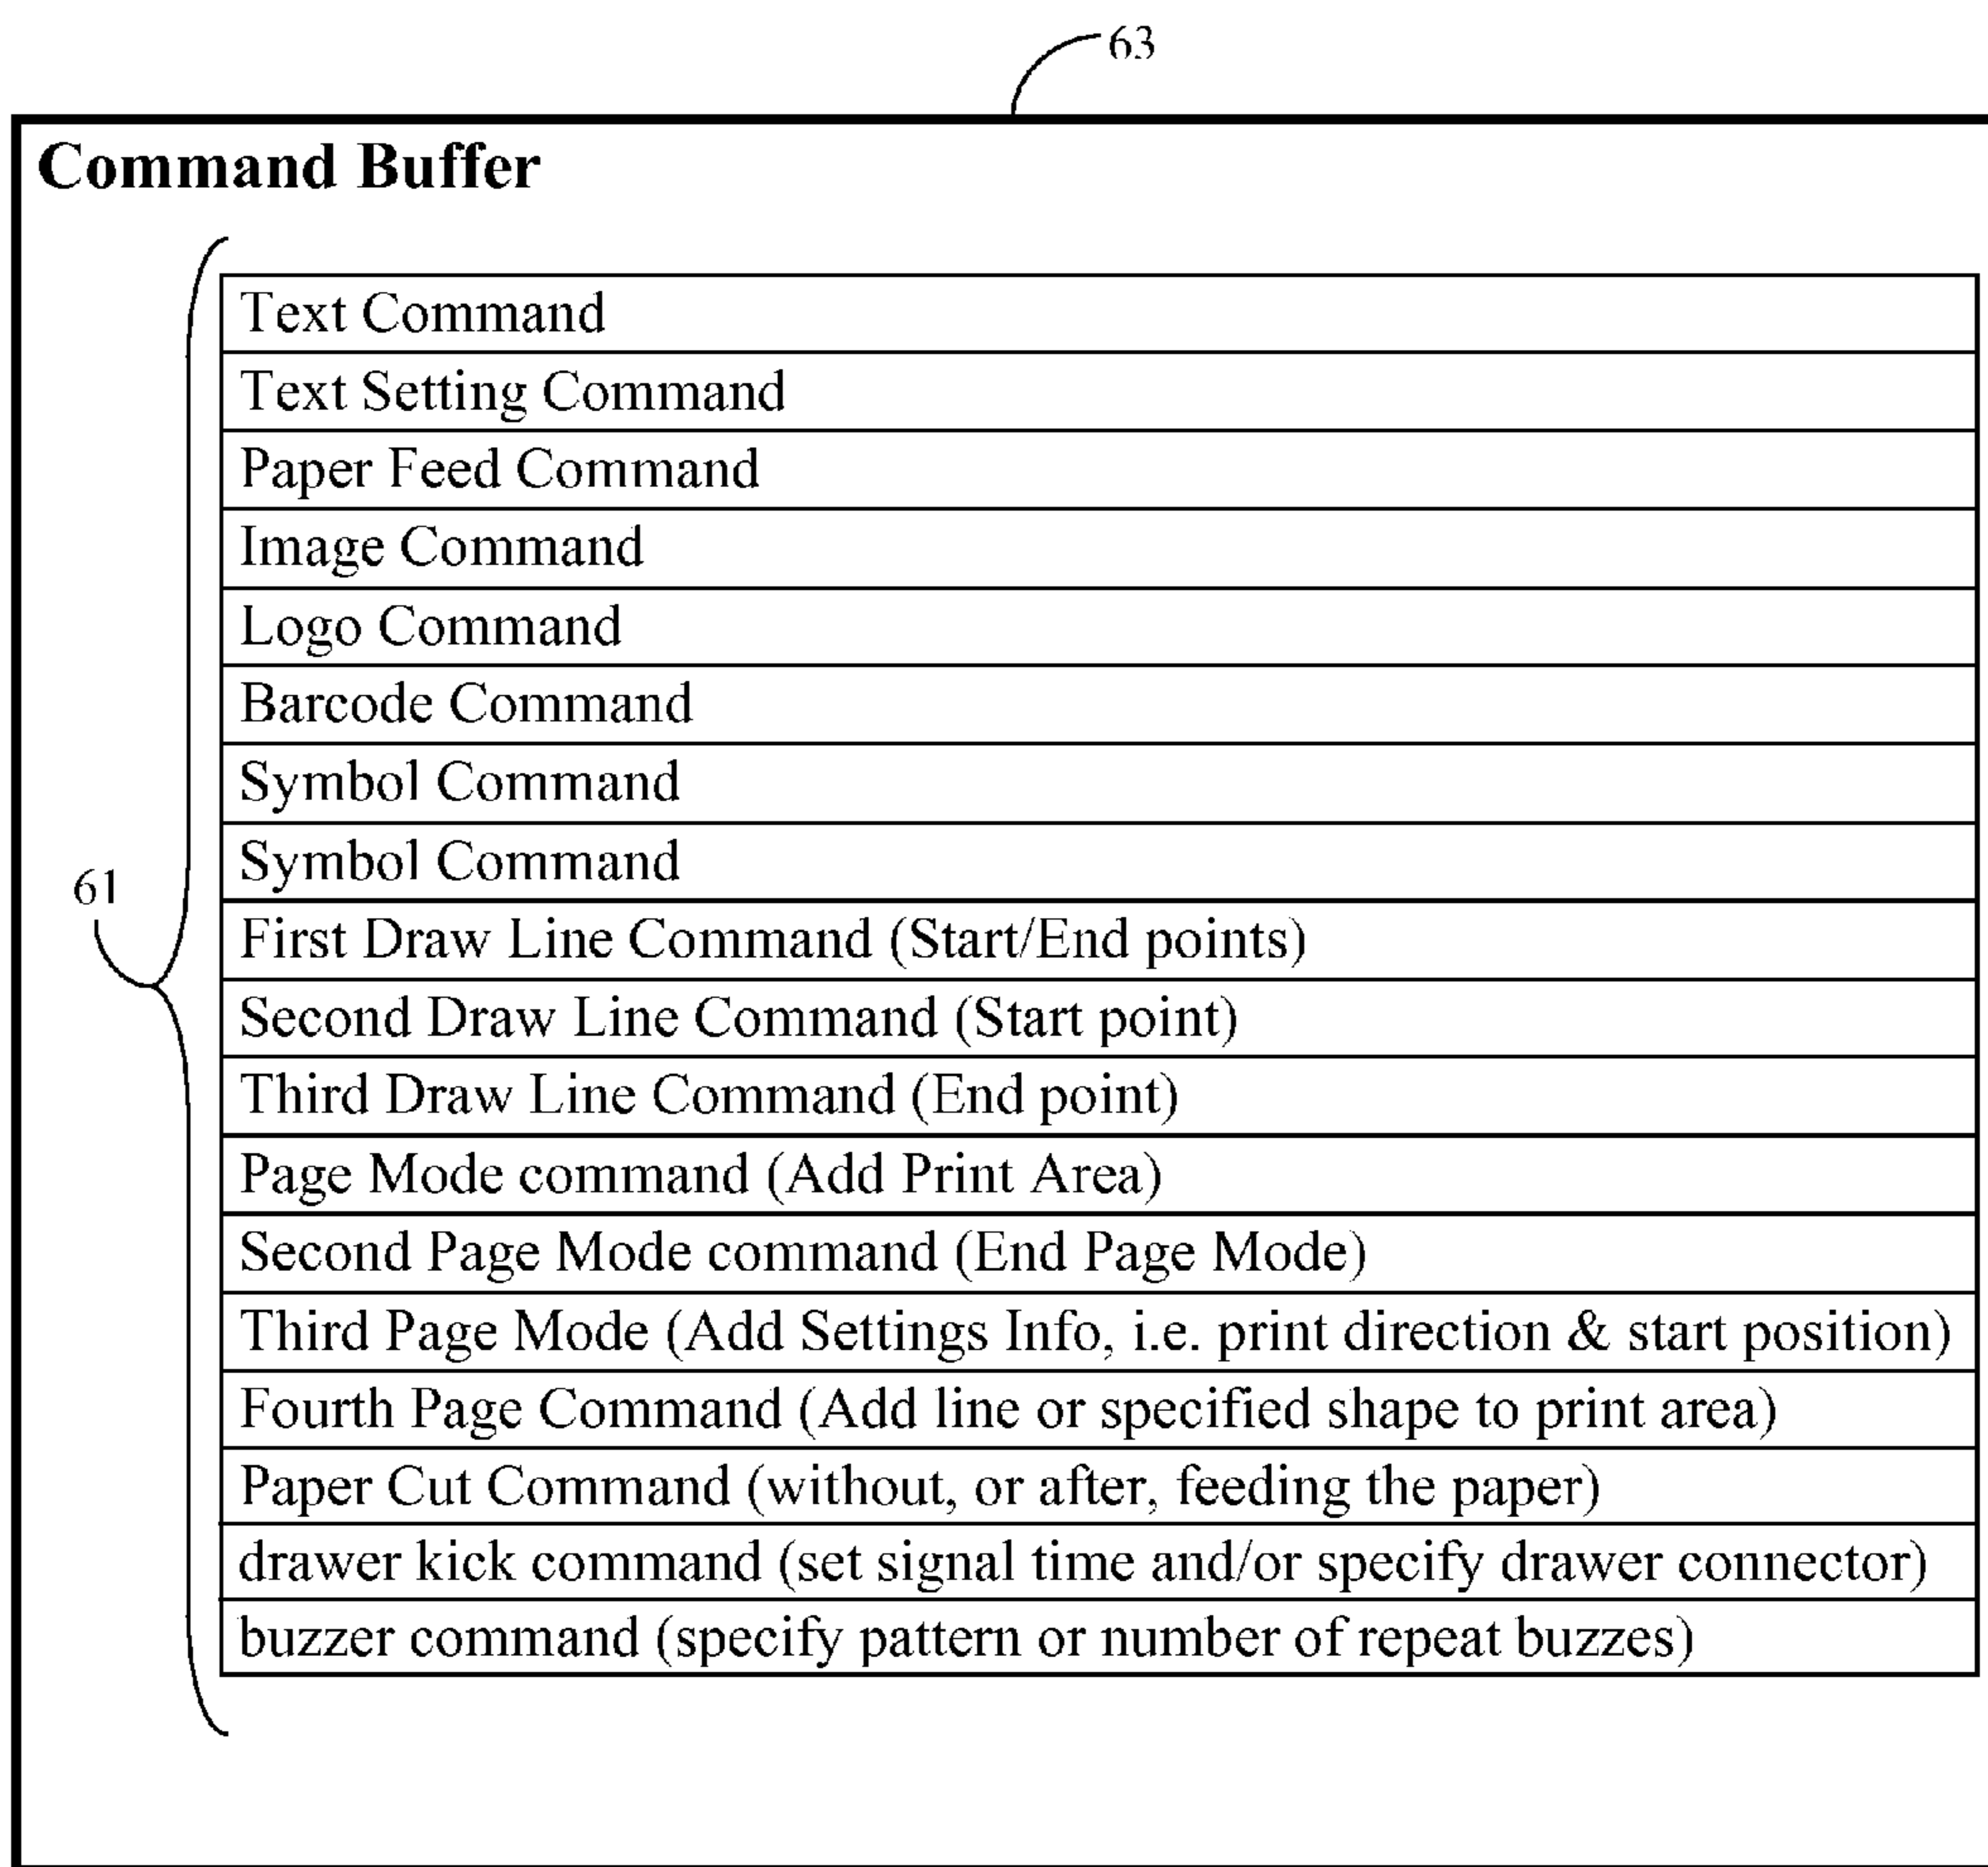 63
Command Buffer
Text Command
Text Setting Command
Paper Feed Command
Image Command
Logo Command
Barcode Command
Symbol Command
Symbol Command
61
First Draw Line Command (Start/End points)
Second Draw Line Command (Start point)
Third Draw Line Command (End point)
Page Mode command (Add Print Area)
Second Page Mode command (End Page Mode)
Third Page Mode (Add Settings Info, i.e. print direction & start position)
Fourth Page Command (Add line or specified shape to print area)
Paper Cut Command (without, or after, feeding the paper)
drawer kick command (set signal time and/or specify drawer connector)
buzzer command (specify pattern or number of repeat buzzes)